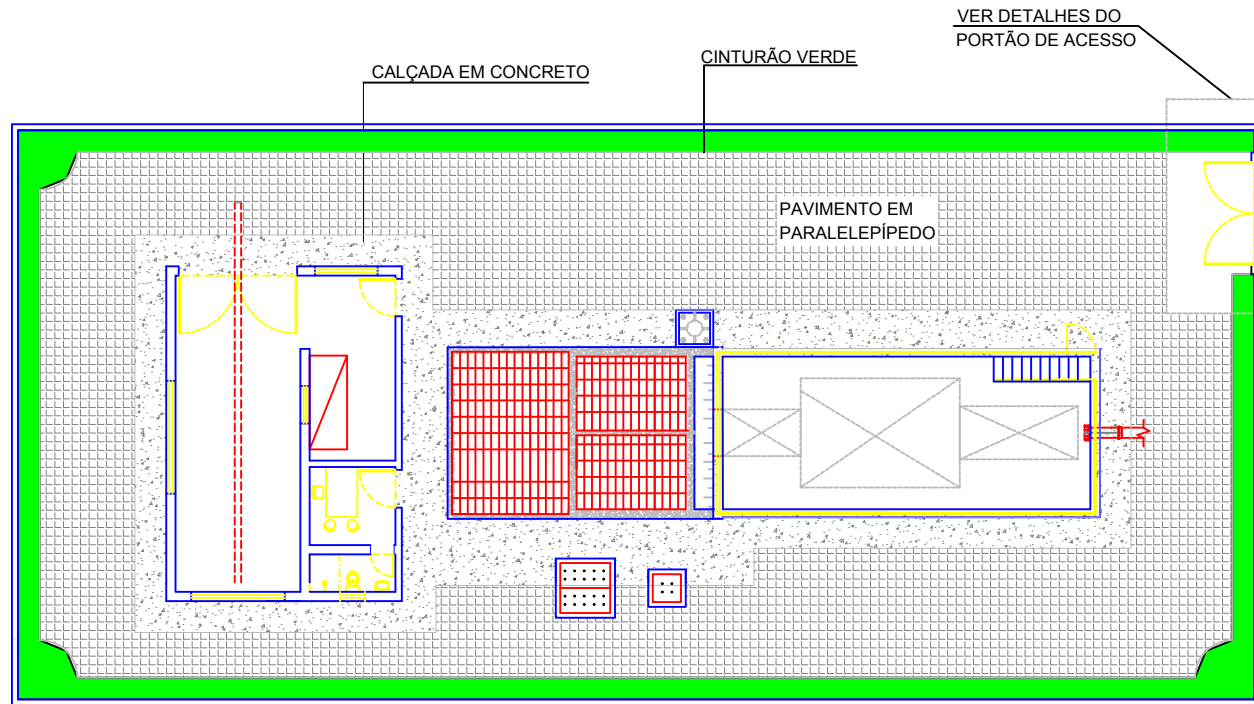 VER DETALHES DO
PORTÃO DE ACESSO
CINTURÃO VERDE
CALÇADA EM CONCRETO
PAVIMENTO EM
PARALELEPÍPEDO